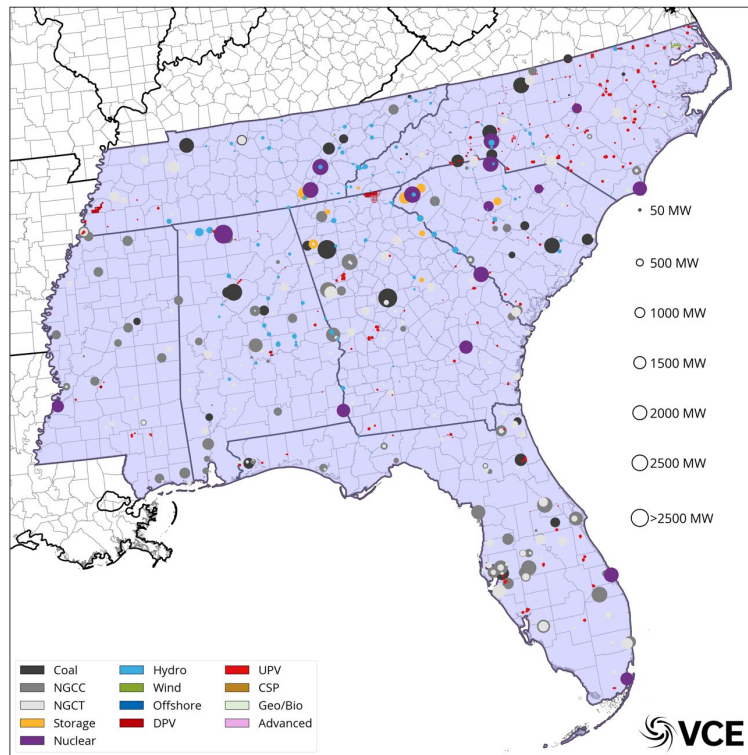 50 MW
500 MW
1000 MW
1500 MW
2000 MW
2500 MW
>2500 MW
Coal
NGCC
NGCT
Storage
Nuclear
Hydro
Wind
Offshore
DPV
UPV
CSP
Geo/Bio
Advanced
VCE